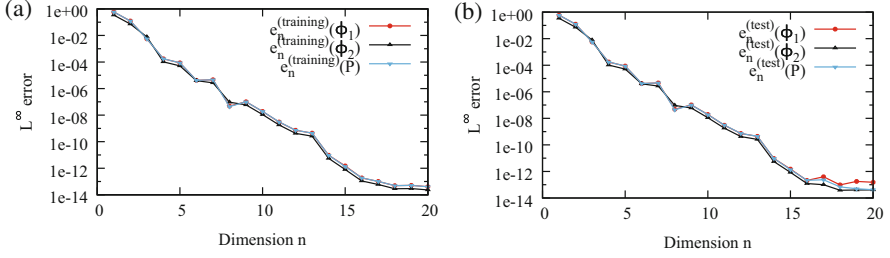 (a)
1e+00
1e-02
1e-04
1e-06
1e-08
1e-10
1e-12
1e-14
0 5 10 15 20
L∞ error
Dimension n
e_n^(training)(Φ_1)
e_n^(training)(Φ_2)
e_n^(training)(P)
(b)
1e+00
1e-02
1e-04
1e-06
1e-08
1e-10
1e-12
1e-14
0 5 10 15 20
L∞ error
Dimension n
e_n^(test)(Φ_1)
e_n^(test)(Φ_2)
e_n^(test)(P)